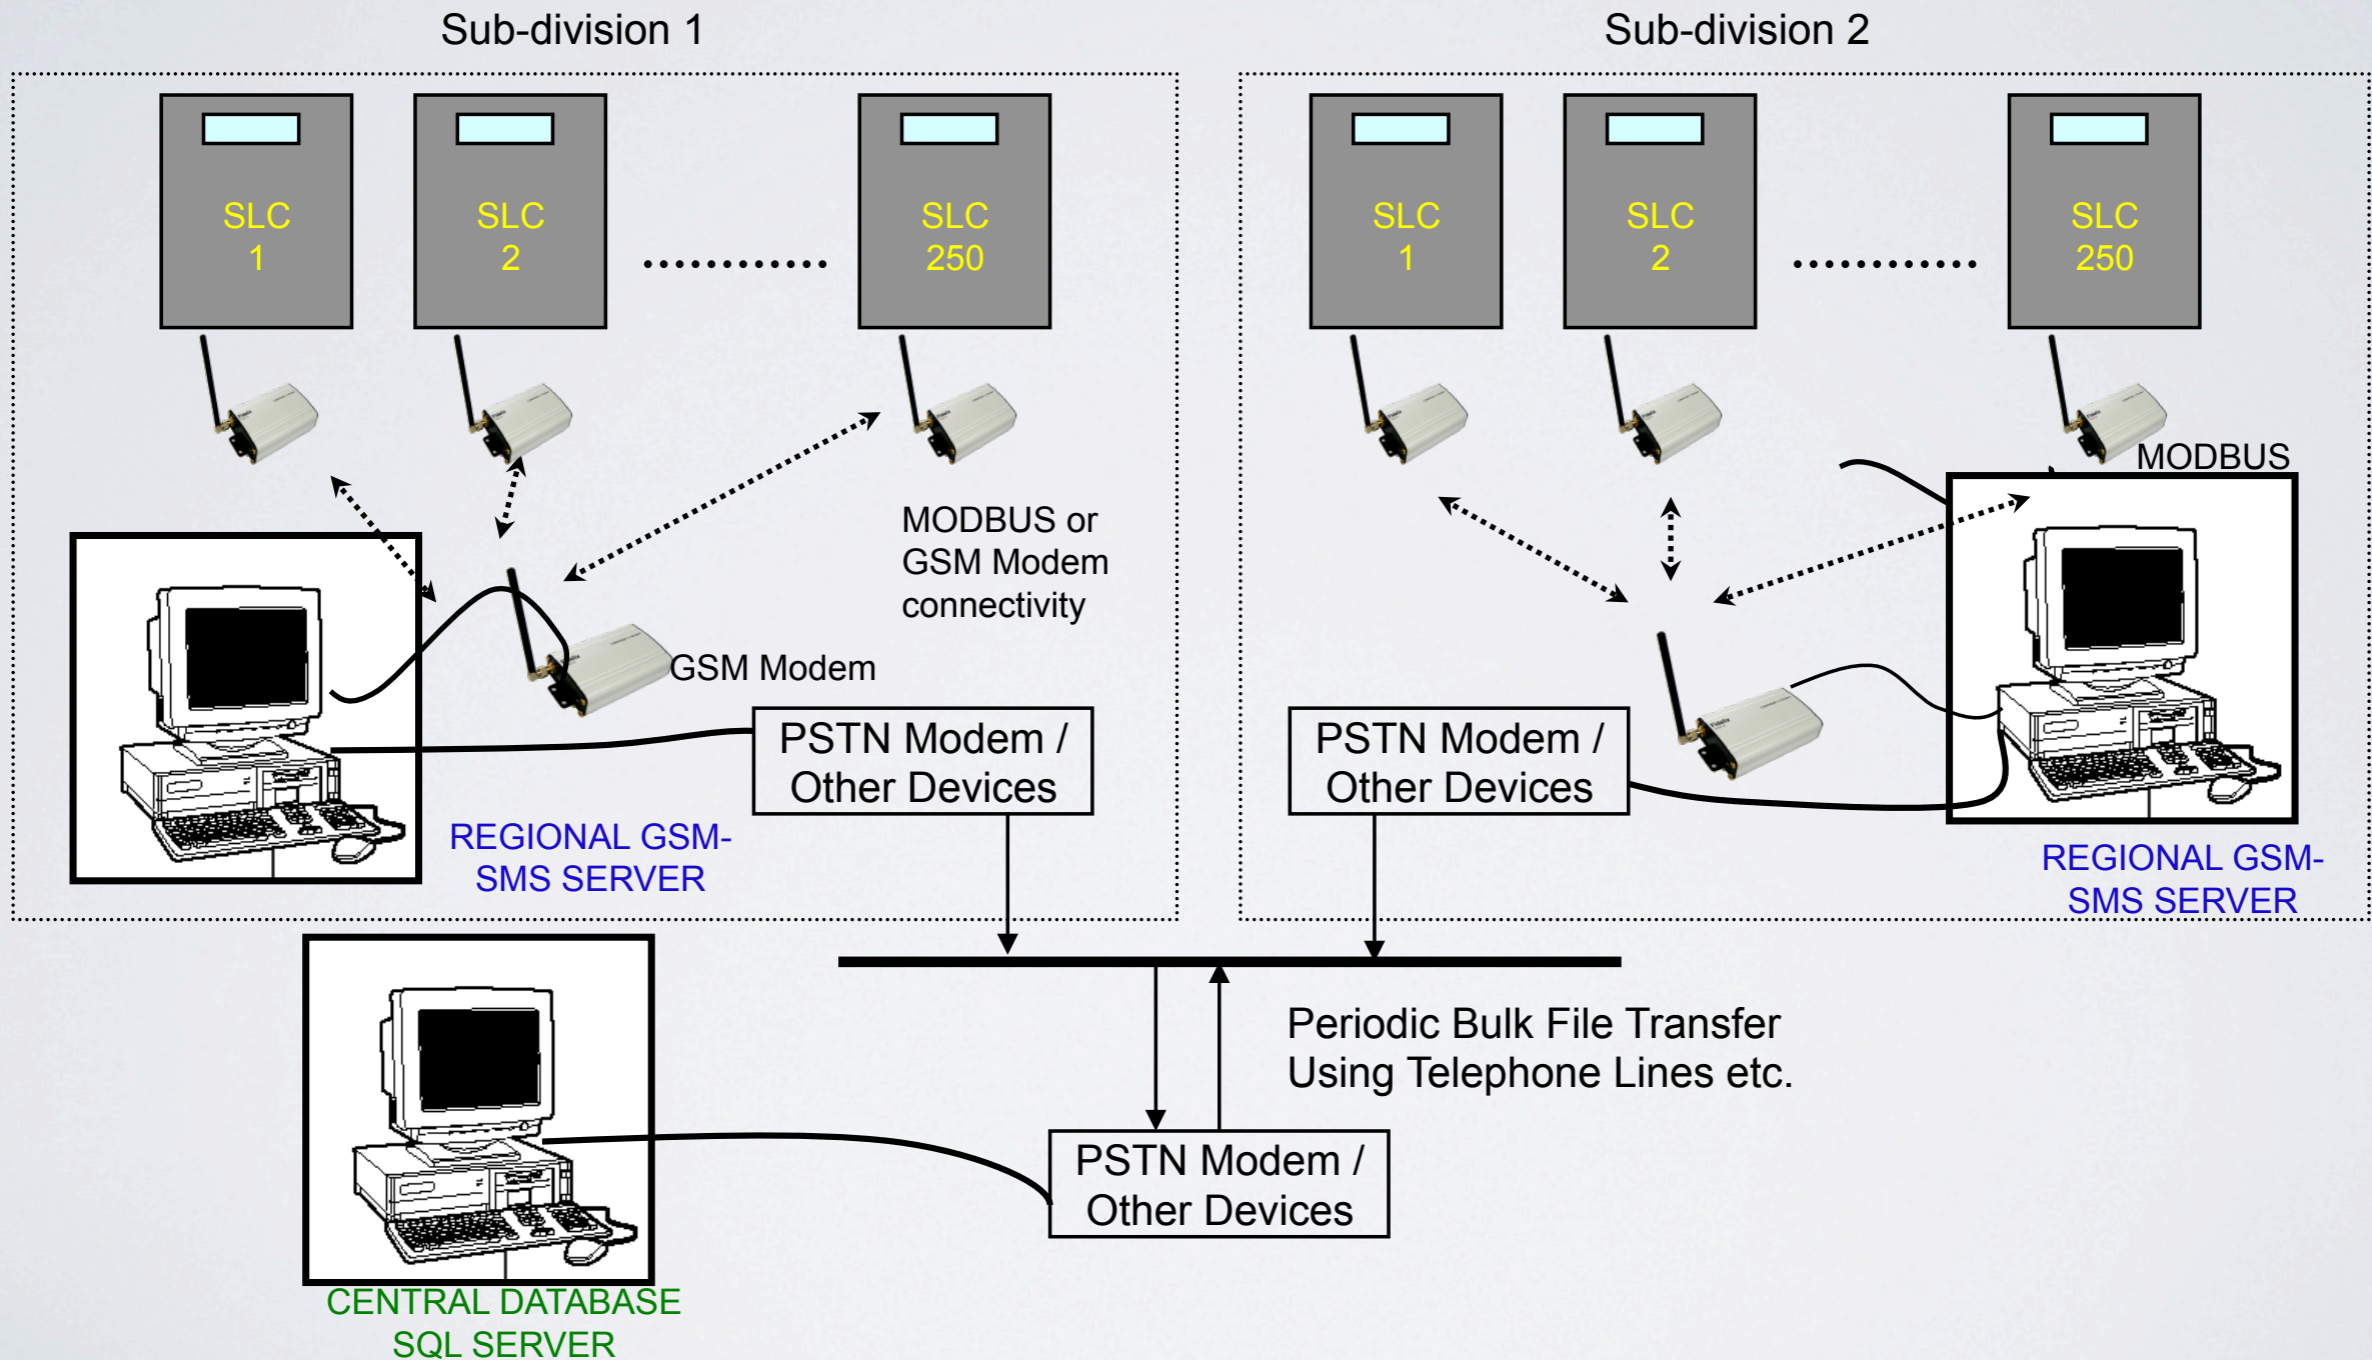 Sub-division 1
Sub-division 2
SLC
1
SLC
2
SLC
250
SLC
1
SLC
2
SLC
250
MODBUS or
GSM Modem
connectivity
MODBUS
GSM Modem
PSTN Modem /
Other Devices
PSTN Modem /
Other Devices
REGIONAL GSM-
SMS SERVER
REGIONAL GSM-
SMS SERVER
Periodic Bulk File Transfer
Using Telephone Lines etc.
PSTN Modem /
Other Devices
CENTRAL DATABASE
SQL SERVER